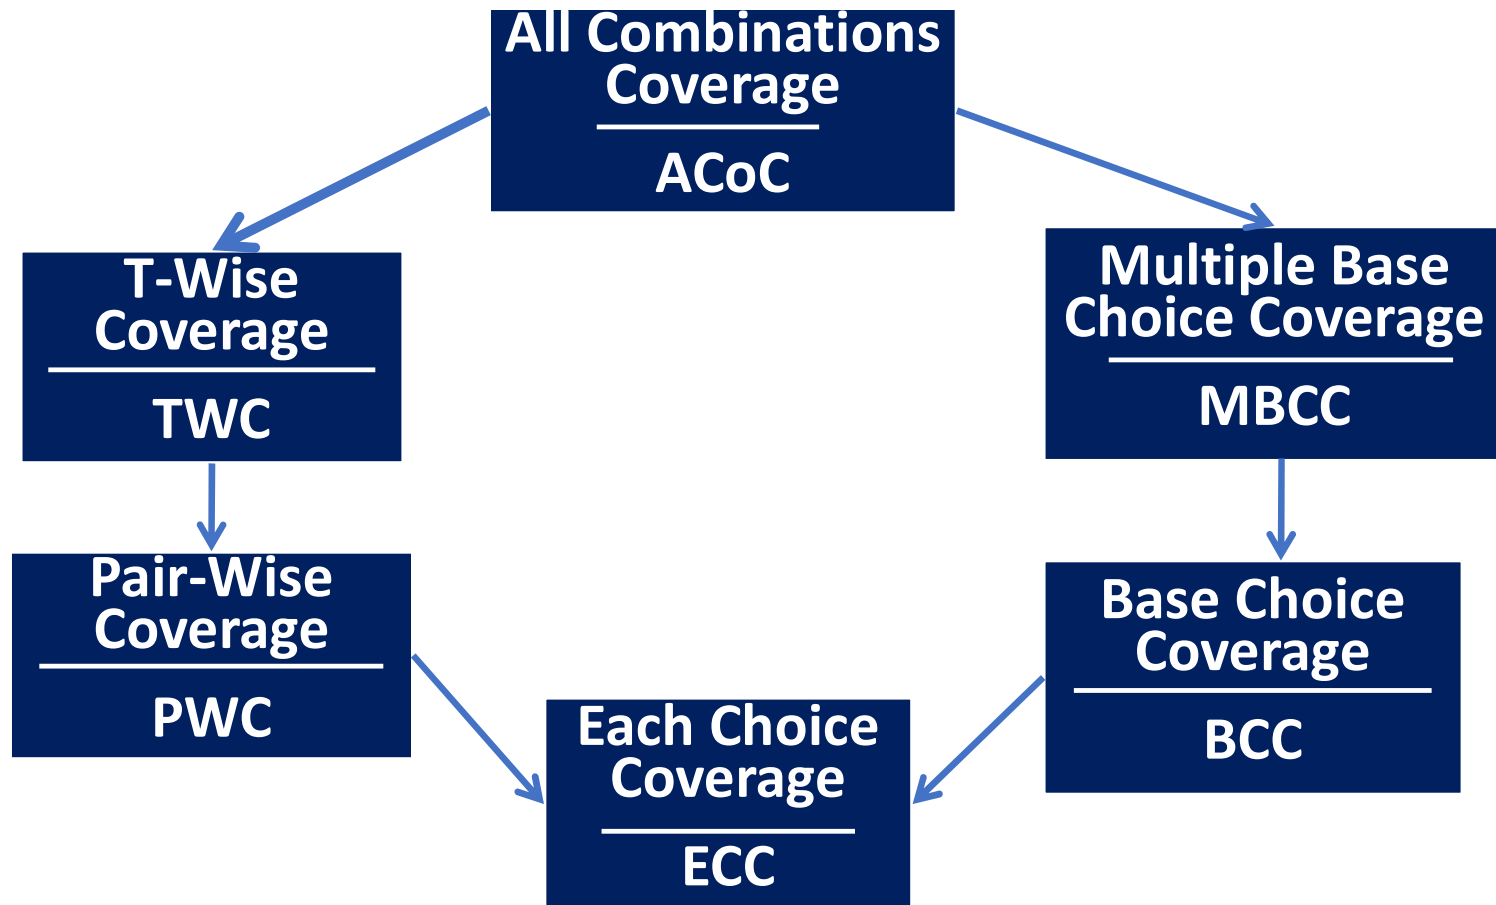 All Combinations
Coverage
ACoC
T-Wise
Coverage
TWC
Multiple Base
Choice Coverage
MBCC
Pair-Wise
Coverage
PWC
Base Choice
Coverage
BCC
Each Choice
Coverage
ECC